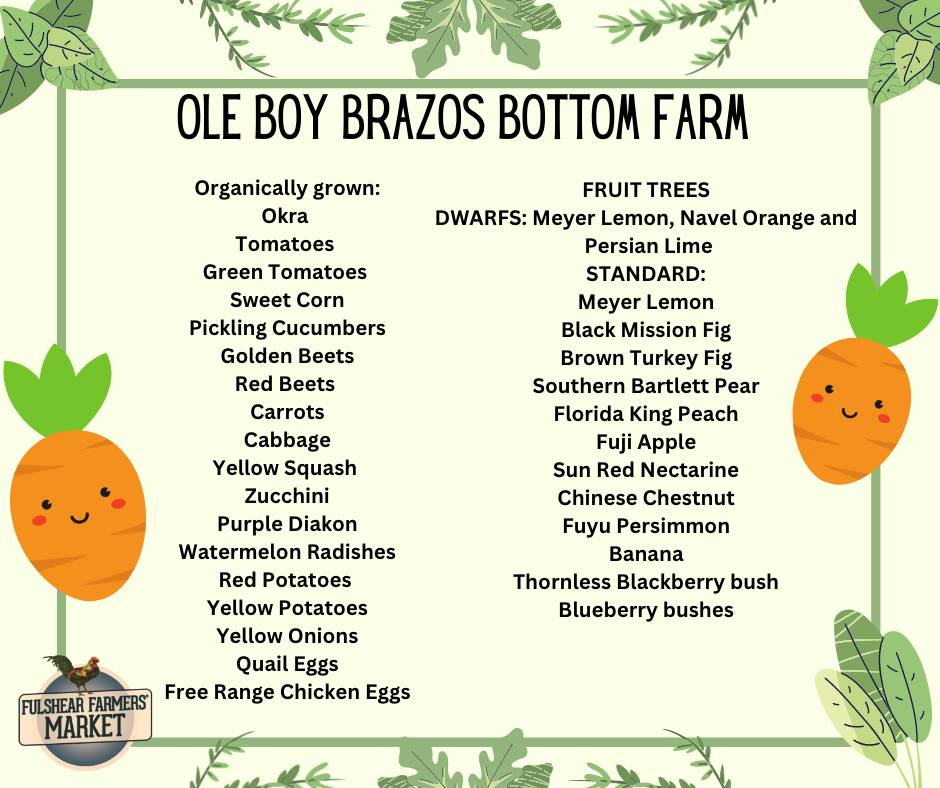 OLE BOY BRAZOS BOTTOM FARM
Organically grown:
Okra
Tomatoes
Green Tomatoes
Sweet Corn
Pickling Cucumbers
Golden Beets
Red Beets
Carrots
Cabbage
Yellow Squash
Zucchini
Purple Diakon
Watermelon Radishes
Red Potatoes
Yellow Potatoes
Yellow Onions
Quail Eggs
Free Range Chicken Eggs
FRUIT TREES
DWARFS: Meyer Lemon, Navel Orange and
Persian Lime
STANDARD:
Meyer Lemon
Black Mission Fig
Brown Turkey Fig
Southern Bartlett Pear
Florida King Peach
Fuji Apple
Sun Red Nectarine
Chinese Chestnut
Fuyu Persimmon
Banana
Thornless Blackberry bush
Blueberry bushes
FULSHEAR FARMERS'
MARKET